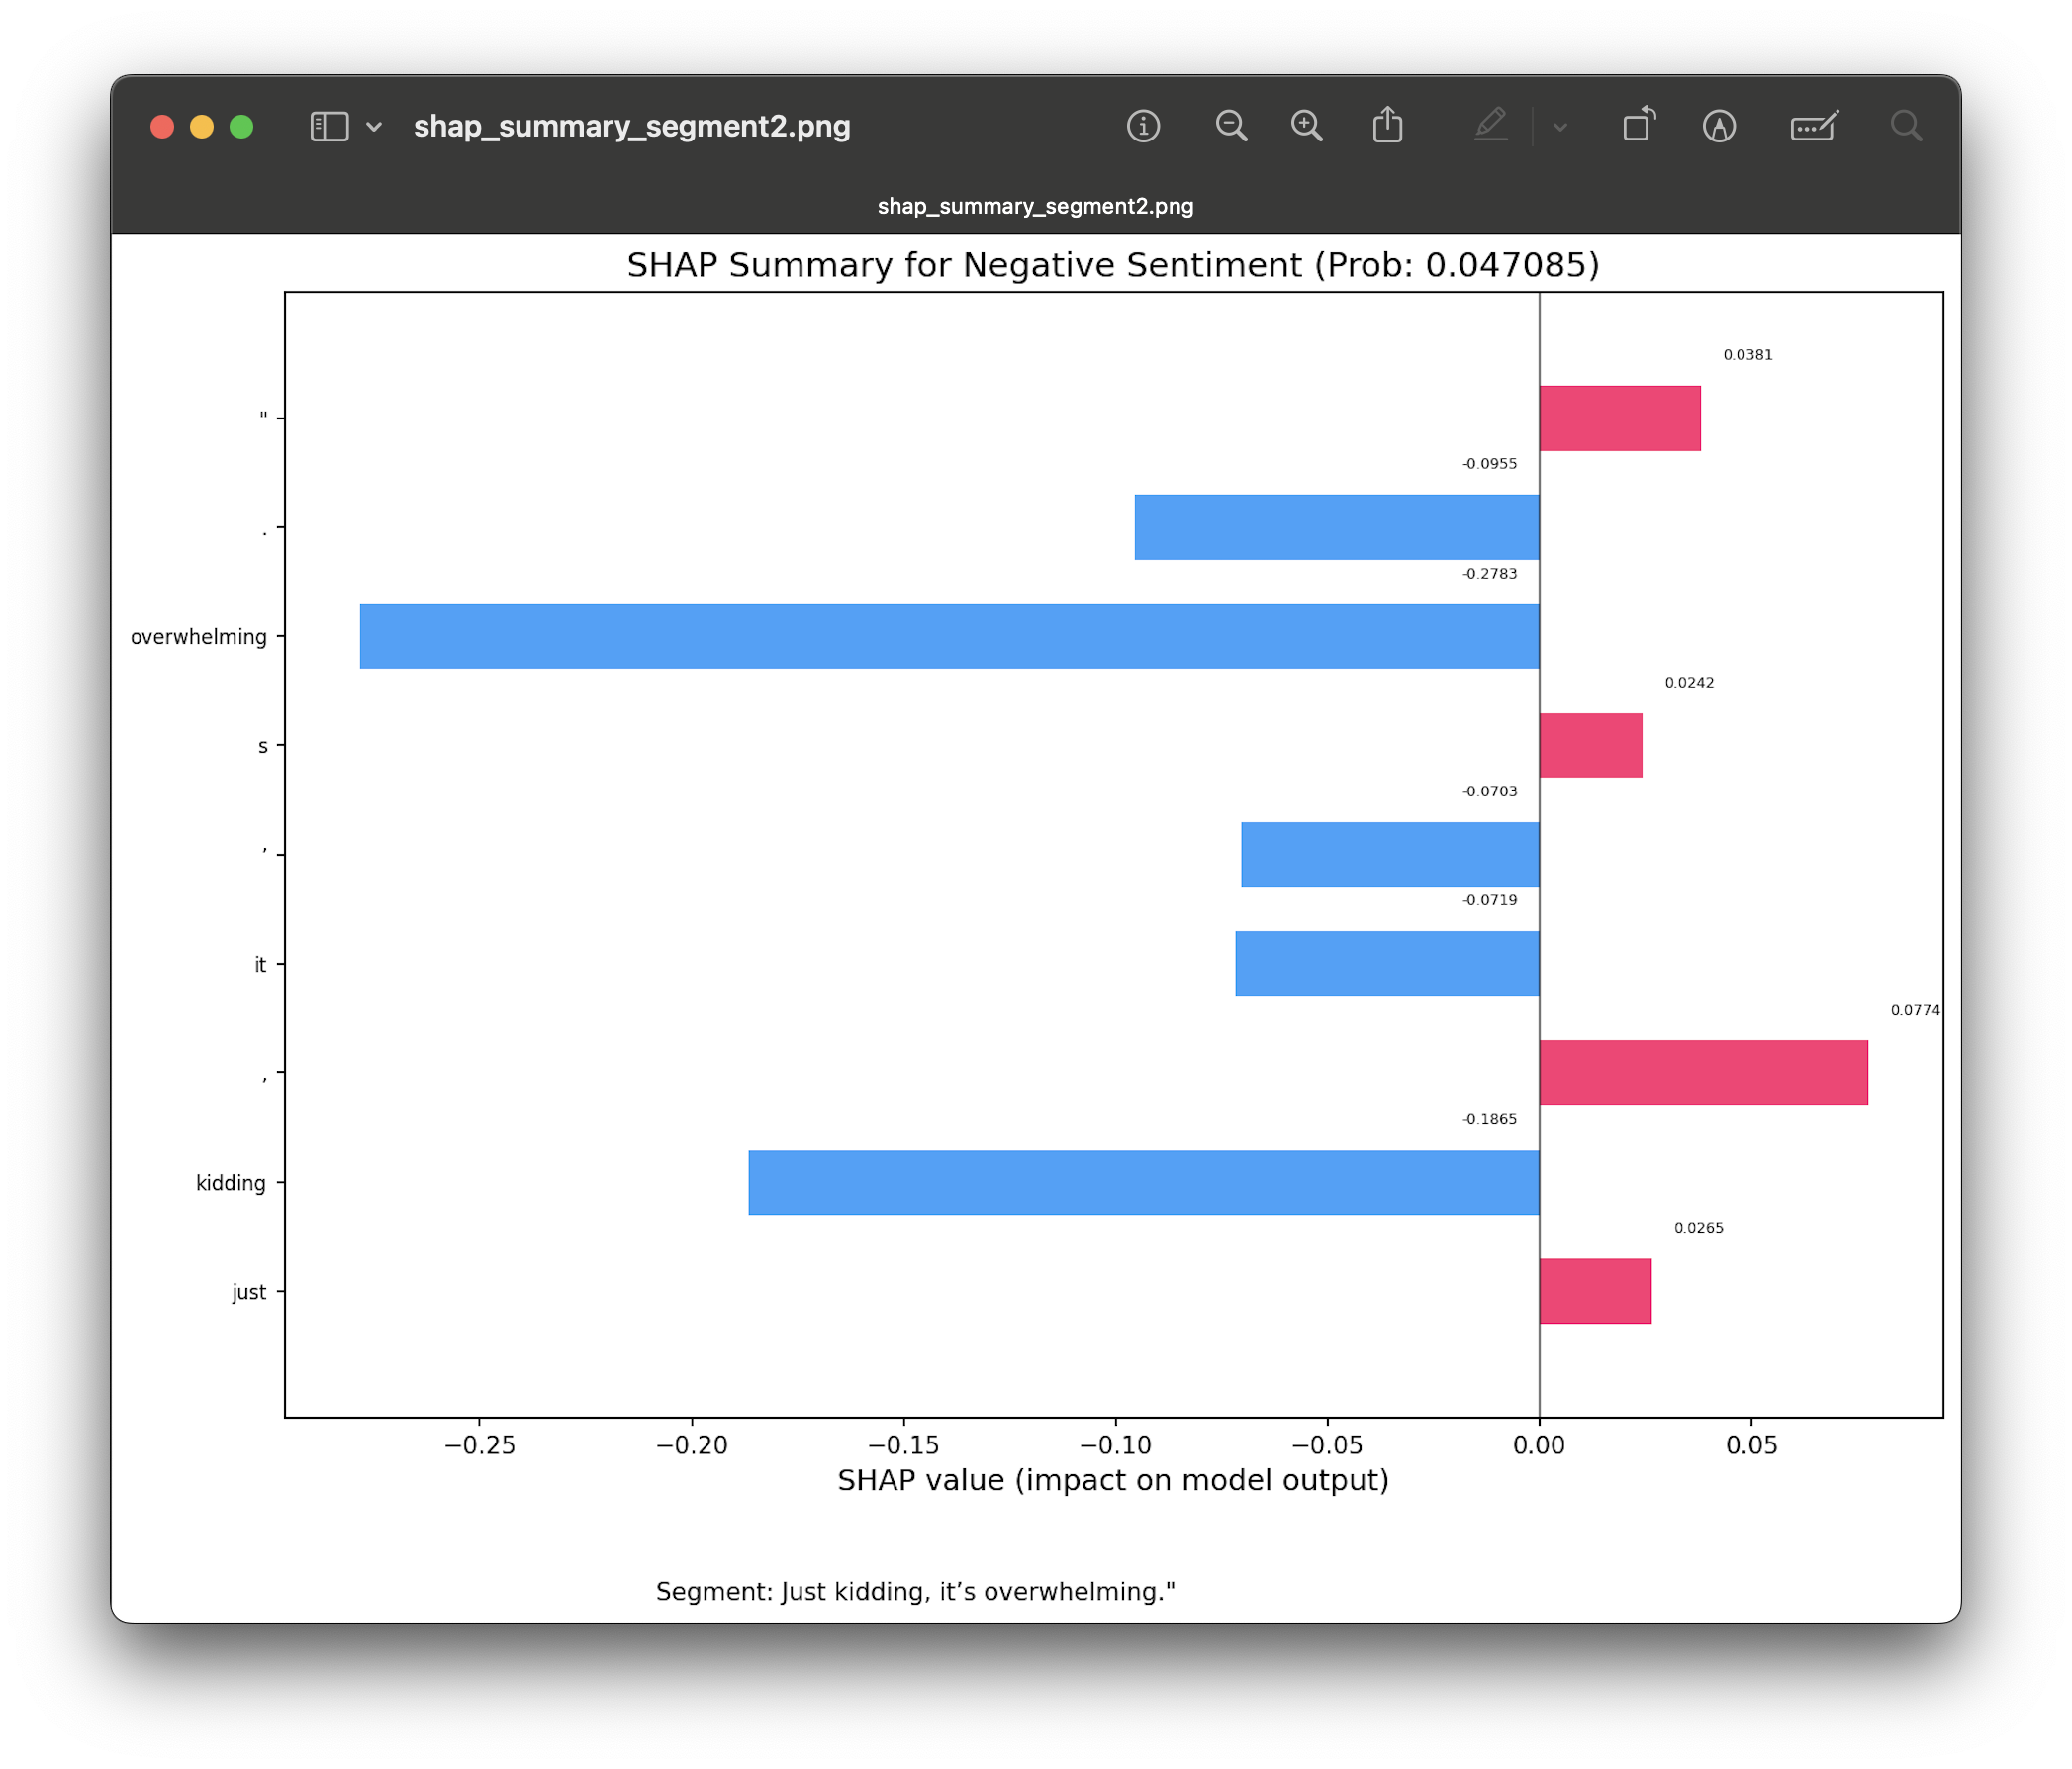 shap_summary_segment2.png
shap_summary_segment2.png
SHAP Summary for Negative Sentiment (Prob: 0.047085)
0.0381
"
-0.0955
.
-0.2783
overwhelming
0.0242
s
-0.0703
’
-0.0719
it
0.0774
,
-0.1865
kidding
0.0265
just
−0.25 −0.20 −0.15 −0.10 −0.05 0.00 0.05
SHAP value (impact on model output)
Segment: Just kidding, it’s overwhelming."